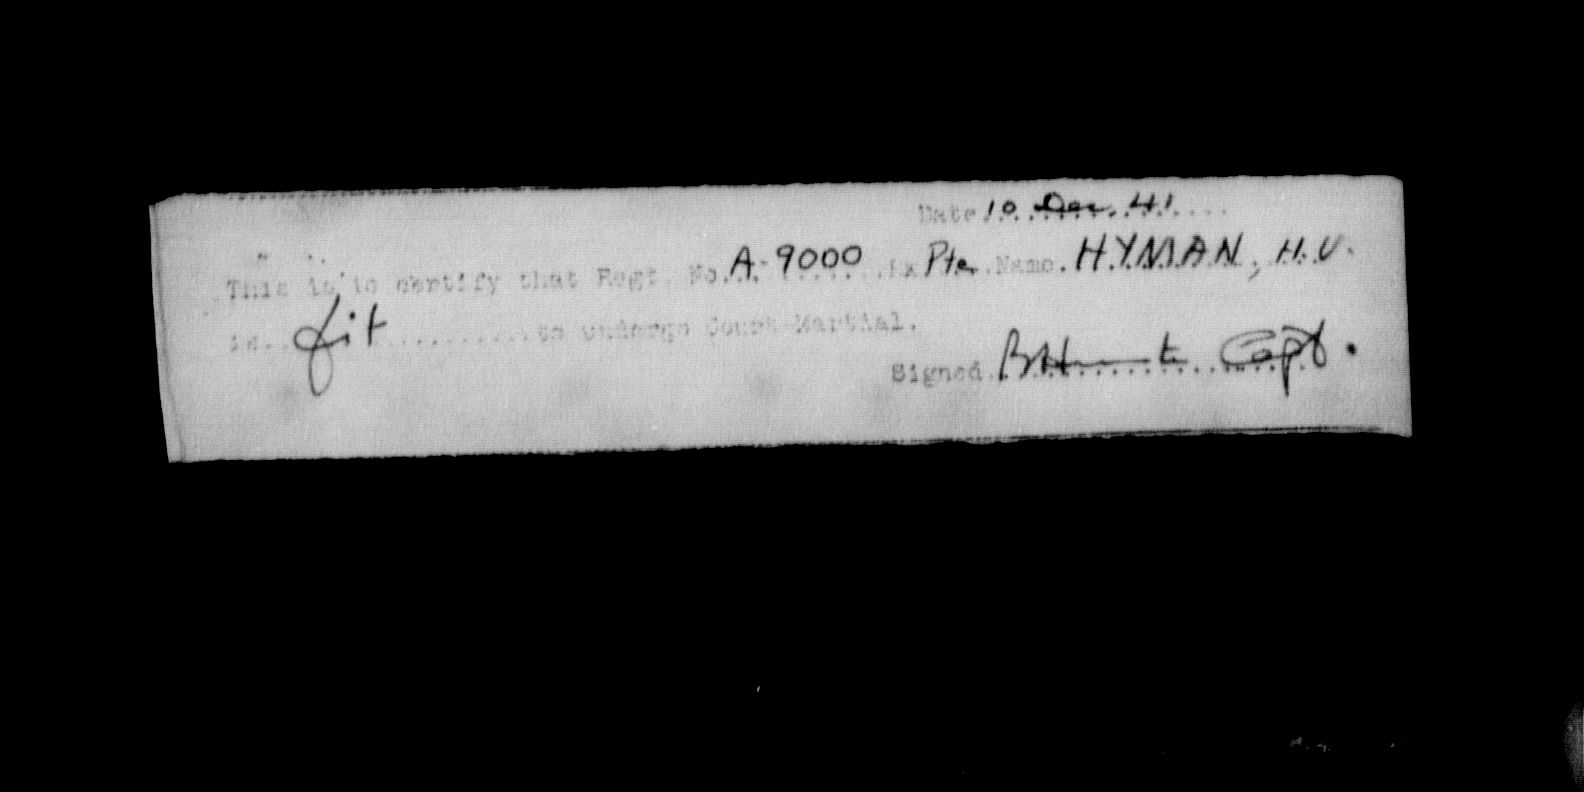 Date 10 Dec 41
This is to certify that Regt. No. A-9000 Rk Pte Name. HYMAN, H.V.
is fit to undergo Court Martial.
Signed Capt.